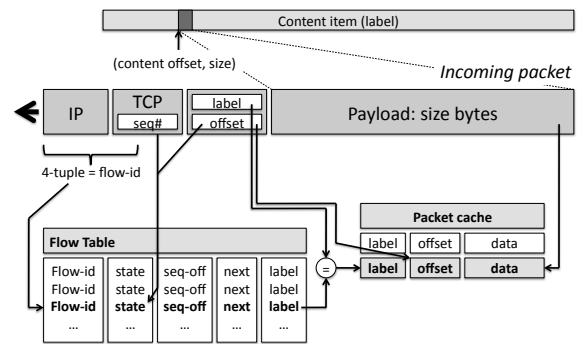 Content item (label)
(content offset, size)
Incoming packet
IP
TCP
seq#
label
offset
Payload: size bytes
4-tuple = flow-id
Packet cache
label offset data
label offset data
Flow Table
Flow-id state seq-off next label
Flow-id state seq-off next label
Flow-id state seq-off next label
... ... ... ... ...
=